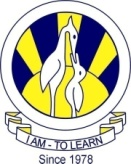 I AM - TO LEARN
Since 1978